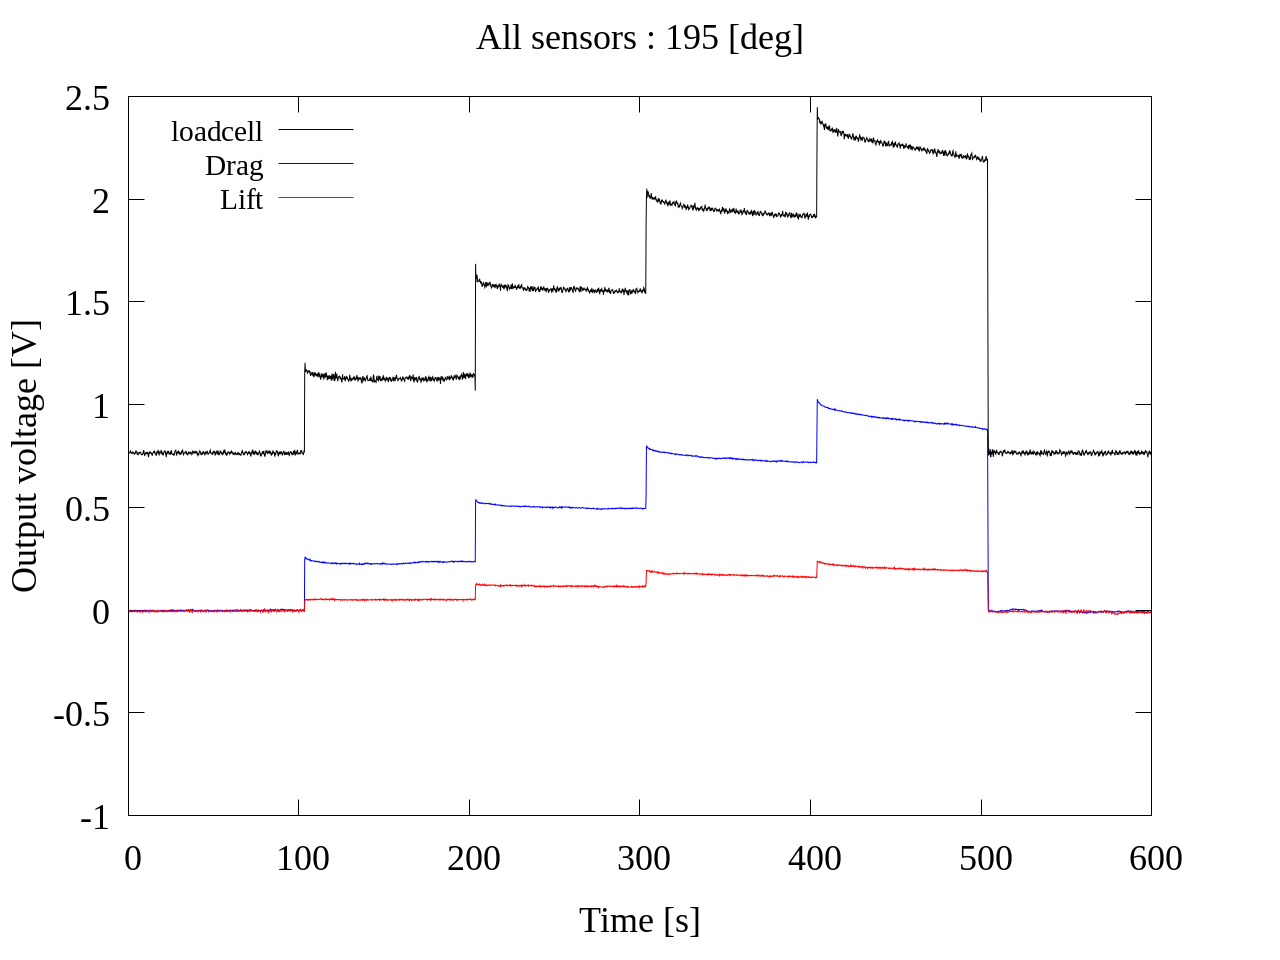 All sensors : 195 [deg]
2.5
2
1.5
1
0.5
0
-0.5
-1
Output voltage [V]
loadcell
Drag
Lift
0 100 200 300 400 500 600
Time [s]